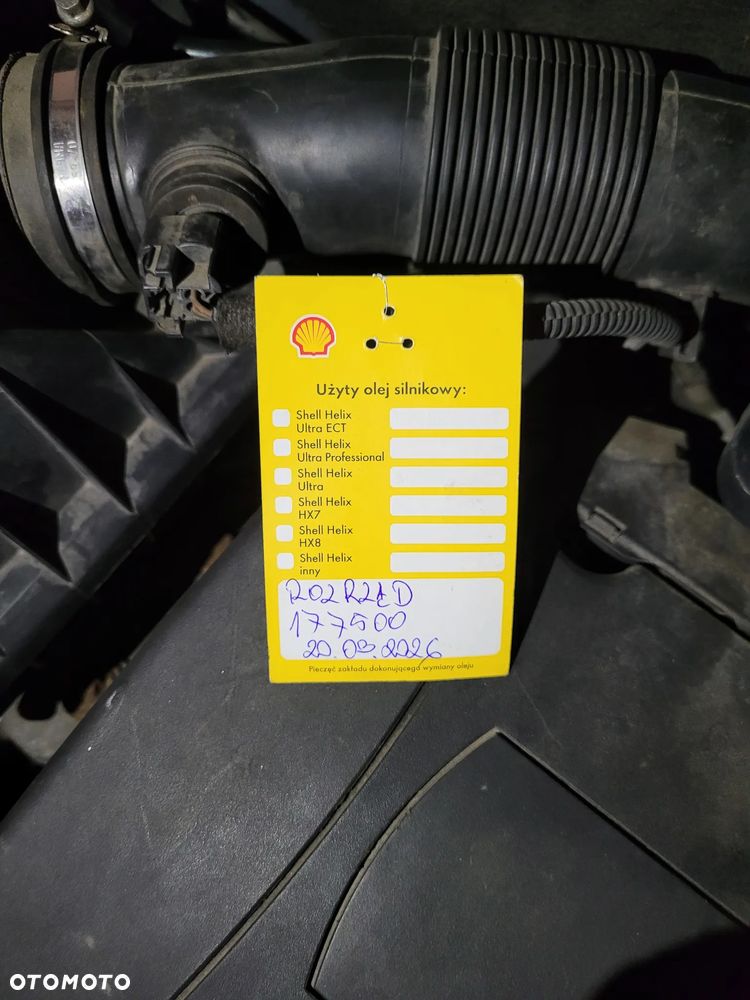 Użyty olej silnikowy:
Shell Helix
Ultra ECT
Shell Helix
Ultra Professional
Shell Helix
Ultra
Shell Helix
HX7
Shell Helix
HX8
Shell Helix
inny
ROZRZĄD
177500
20.03.2026
Pieczęć zakładu dokonującego wymiany oleju
OTOMOTO